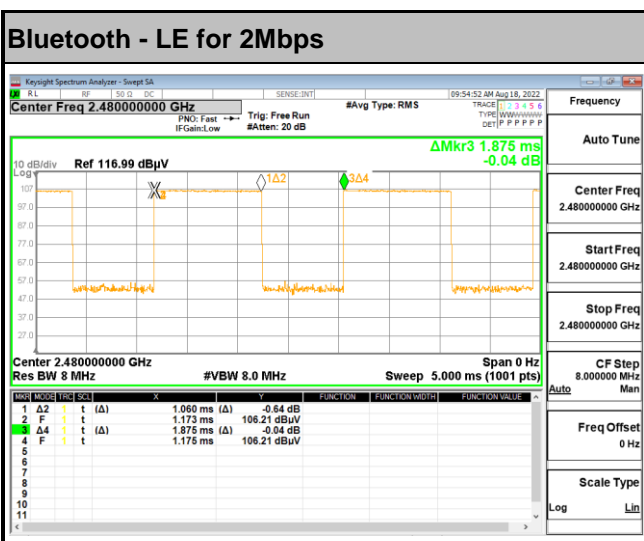 Bluetooth - LE for 2Mbps
Keysight Spectrum Analyzer - Swept SA
RL RF 50 Ω DC SENSE:INT 09:54:52 AM Aug 18, 2022
Center Freq 2.480000000 GHz #Avg Type: RMS TRACE 1 2 3 4 5 6
PNO: Fast Trig: Free Run TYPE
IFGain:Low #Atten: 20 dB DET P P P P P P
ΔMkr3 1.875 ms
-0.04 dB
10 dB/div Ref 116.99 dBµV
Log
107
97.0
87.0
77.0
67.0
57.0
47.0
37.0
27.0
1Δ2
3Δ4
Center 2.480000000 GHz Span 0 Hz
Res BW 8 MHz #VBW 8.0 MHz Sweep 5.000 ms (1001 pts)
MKR MODE TRC SCL X Y FUNCTION FUNCTION WIDTH FUNCTION VALUE
1 Δ2 1 t (Δ) 1.060 ms (Δ) -0.64 dB
2 F 1 t 1.173 ms 106.21 dBµV
3 Δ4 1 t (Δ) 1.875 ms (Δ) -0.04 dB
4 F 1 t 1.175 ms 106.21 dBµV
5
6
7
8
9
10
11
Frequency
Auto Tune
Center Freq
2.480000000 GHz
Start Freq
2.480000000 GHz
Stop Freq
2.480000000 GHz
CF Step
8.000000 MHz
Auto Man
Freq Offset
0 Hz
Scale Type
Log Lin